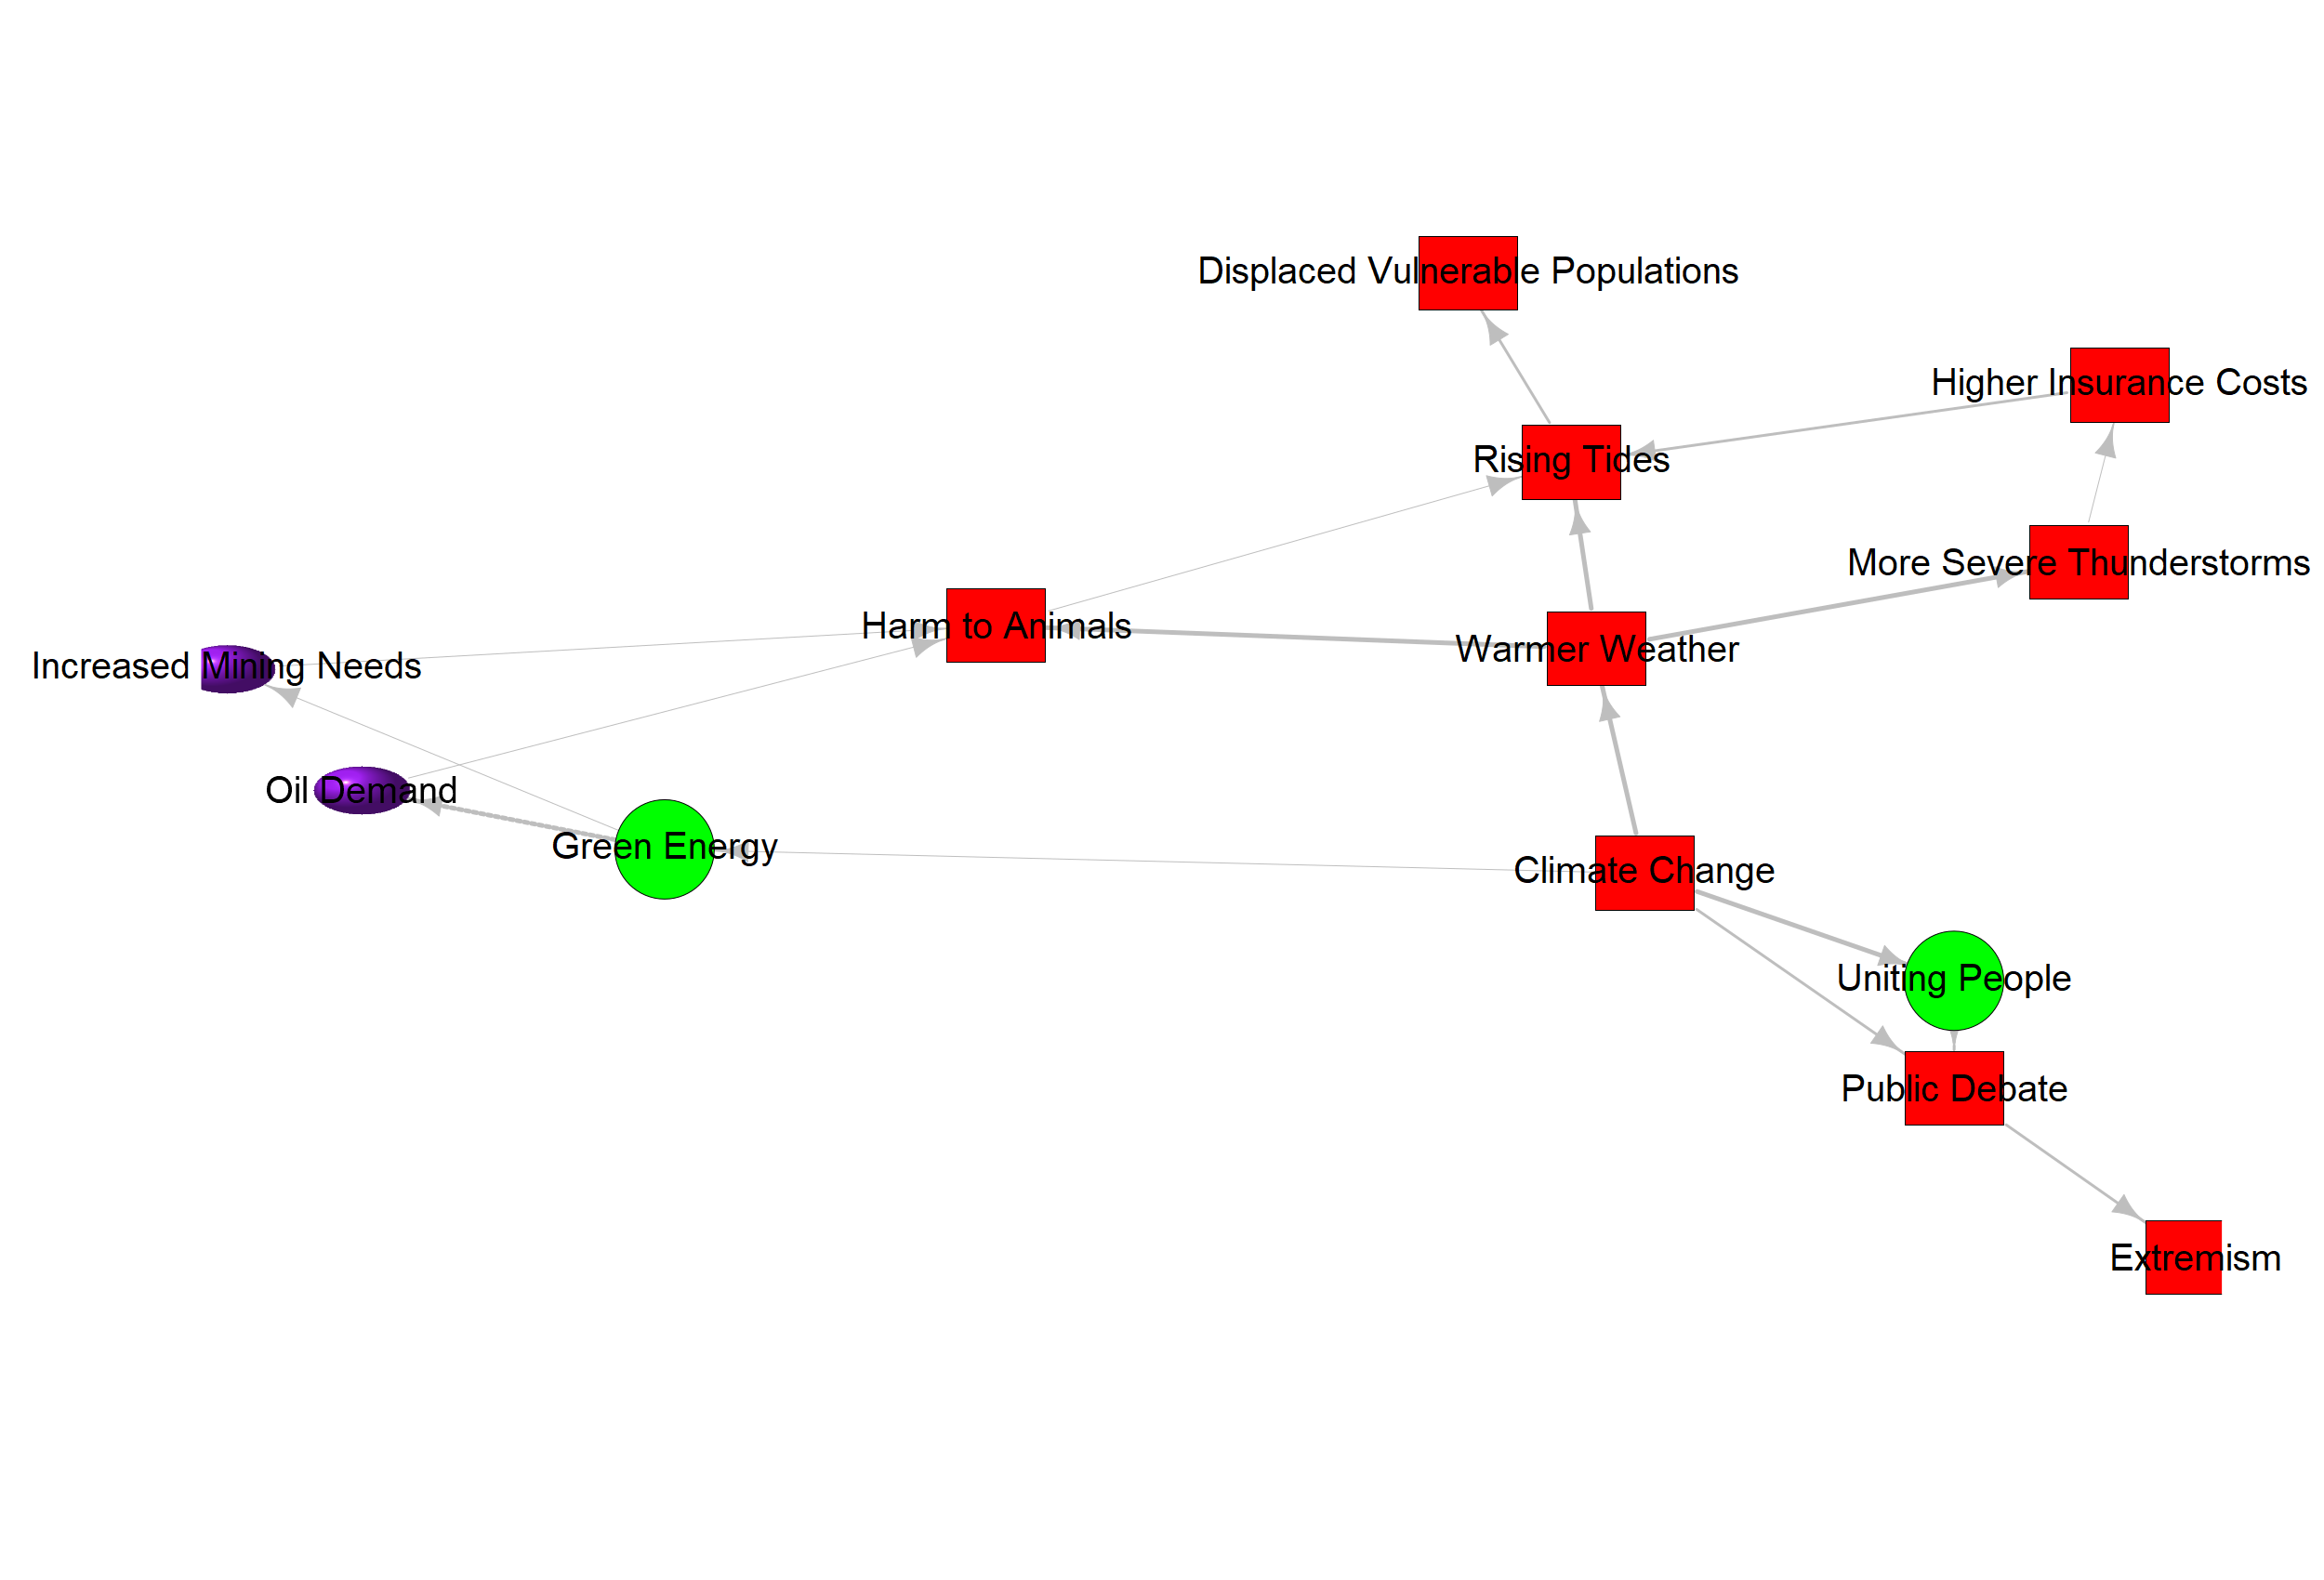 Displaced Vulnerable Populations
Higher Insurance Costs
Rising Tides
More Severe Thunderstorms
Harm to Animals
Warmer Weather
Increased Mining Needs
Oil Demand
Green Energy
Climate Change
Uniting People
Public Debate
Extremism